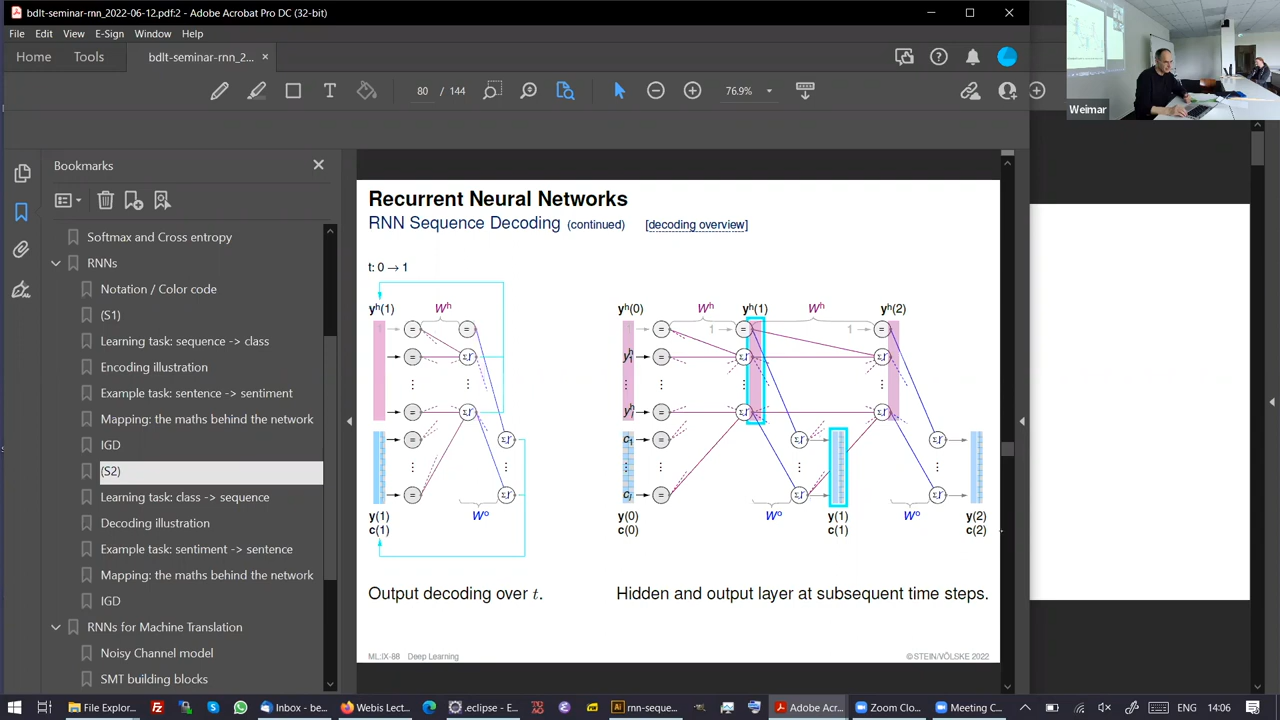 bdlt-seminar-rnn_2022-06-12.pdf:2 - Adobe Acrobat Pro DC (32-bit)
File Edit View E-Sign Window Help
Home Tools bdlt-seminar-rnn_2... ×
80 / 144 76.9%
Weimar
Bookmarks
Softmax and Cross entropy
RNNs
Notation / Color code
(S1)
Learning task: sequence -> class
Encoding illustration
Example task: sentence -> sentiment
Mapping: the maths behind the network
IGD
(S2)
Learning task: class -> sequence
Decoding illustration
Example task: sentiment -> sentence
Mapping: the maths behind the network
IGD
RNNs for Machine Translation
Noisy Channel model
SMT building blocks
Recurrent Neural Networks
RNN Sequence Decoding (continued) [decoding overview]
t: 0 → 1
yʰ(1) Wʰ
Wᵒ
y(1)
c(1)
Output decoding over t.
yʰ(0) Wʰ yʰ(1) Wʰ yʰ(2)
1 1
c₁
Wᵒ Wᵒ
y(0) y(1) y(2)
c(0) c(1) c(2)
Hidden and output layer at subsequent time steps.
ML:IX-88 Deep Learning ©STEIN/VÖLSKE 2022
File Explor... Inbox - be... Webis Lect... .eclipse - ... rnn-seque... Adobe Acr... Zoom Clo... Meeting C... ENG 14:06